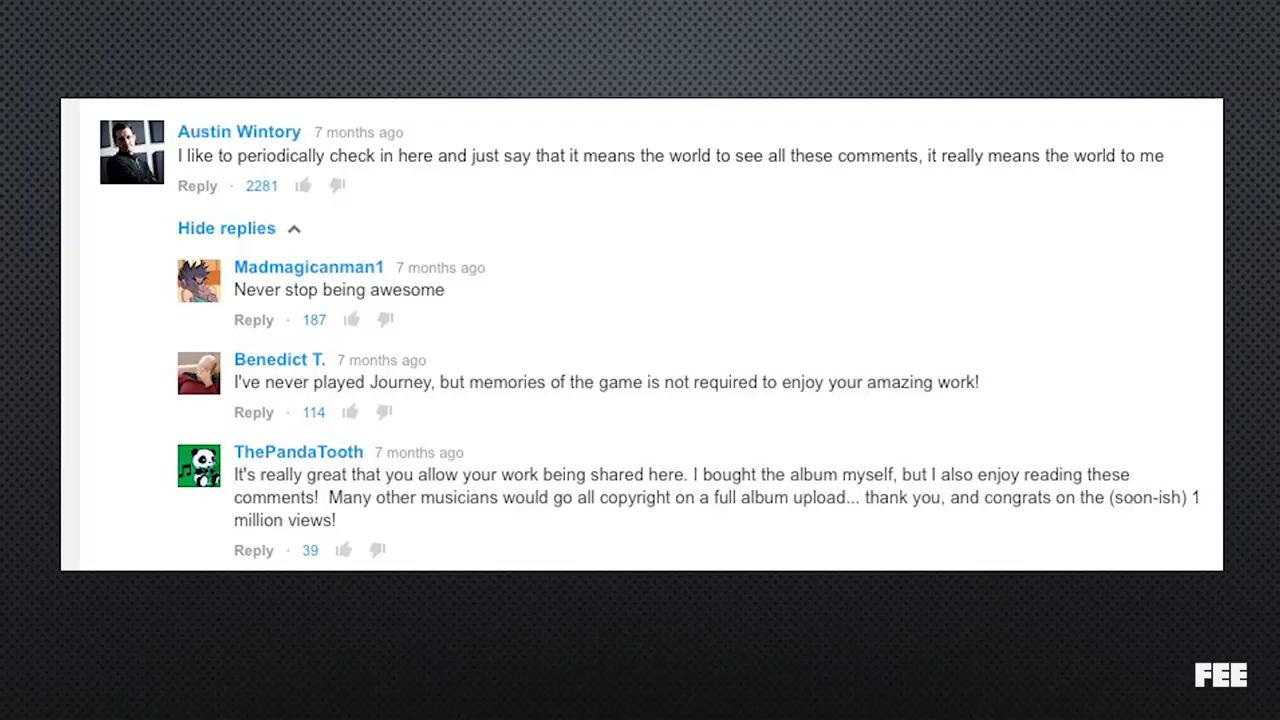 Austin Wintory 7 months ago
I like to periodically check in here and just say that it means the world to see all these comments, it really means the world to me
Reply · 2281
Hide replies
Madmagicanman1 7 months ago
Never stop being awesome
Reply · 187
Benedict T. 7 months ago
I've never played Journey, but memories of the game is not required to enjoy your amazing work!
Reply · 114
ThePandaTooth 7 months ago
It's really great that you allow your work being shared here. I bought the album myself, but I also enjoy reading these
comments! Many other musicians would go all copyright on a full album upload... thank you, and congrats on the (soon-ish) 1
million views!
Reply · 39
FEE